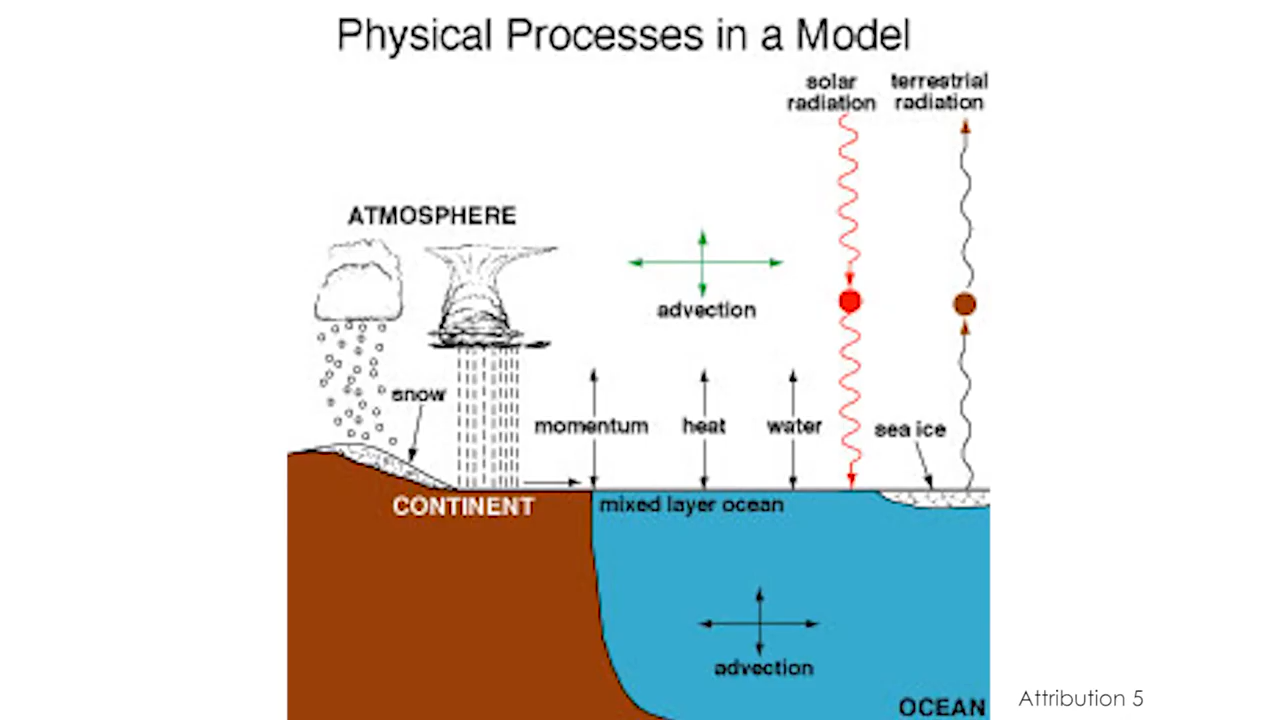 Physical Processes in a Model
solar
radiation
terrestrial
radiation
ATMOSPHERE
advection
snow
momentum
heat
water
sea ice
CONTINENT
mixed layer ocean
advection
OCEAN
Attribution 5